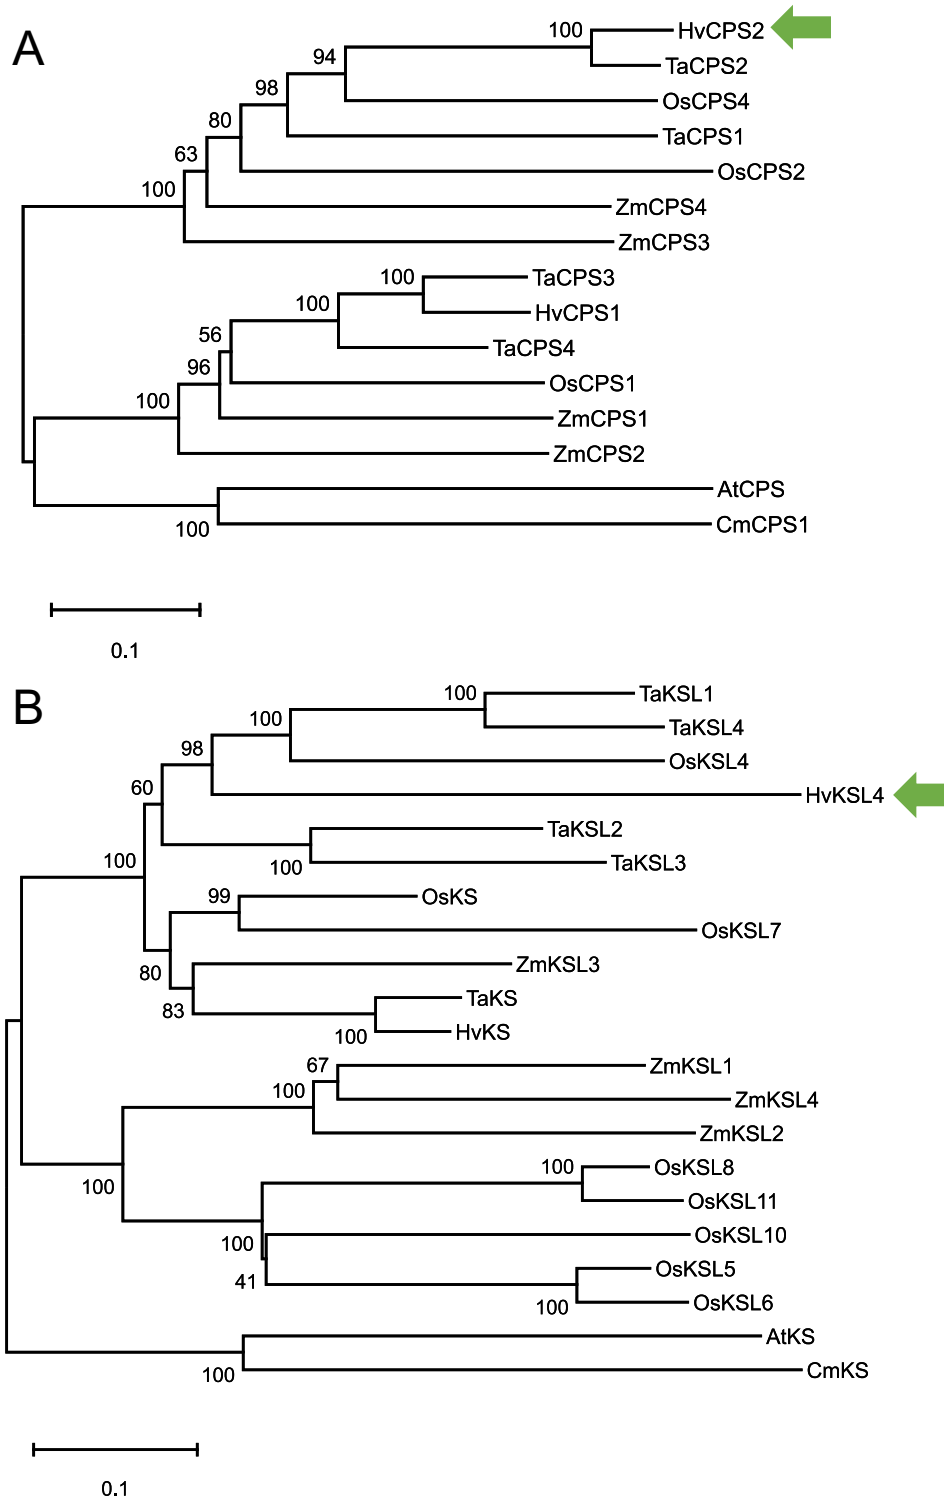 A
100
HvCPS2
94
TaCPS2
98
OsCPS4
80
TaCPS1
63
OsCPS2
100
ZmCPS4
ZmCPS3
100
TaCPS3
100
HvCPS1
56
TaCPS4
96
OsCPS1
100
ZmCPS1
ZmCPS2
AtCPS
100
CmCPS1
0.1
B
100
TaKSL1
100
TaKSL4
98
OsKSL4
60
HvKSL4
TaKSL2
100
100
TaKSL3
99
OsKS
OsKSL7
80
ZmKSL3
83
TaKS
100
HvKS
67
ZmKSL1
100
ZmKSL4
ZmKSL2
100
100
OsKSL8
OsKSL11
100
OsKSL10
41
OsKSL5
100
OsKSL6
AtKS
100
CmKS
0.1